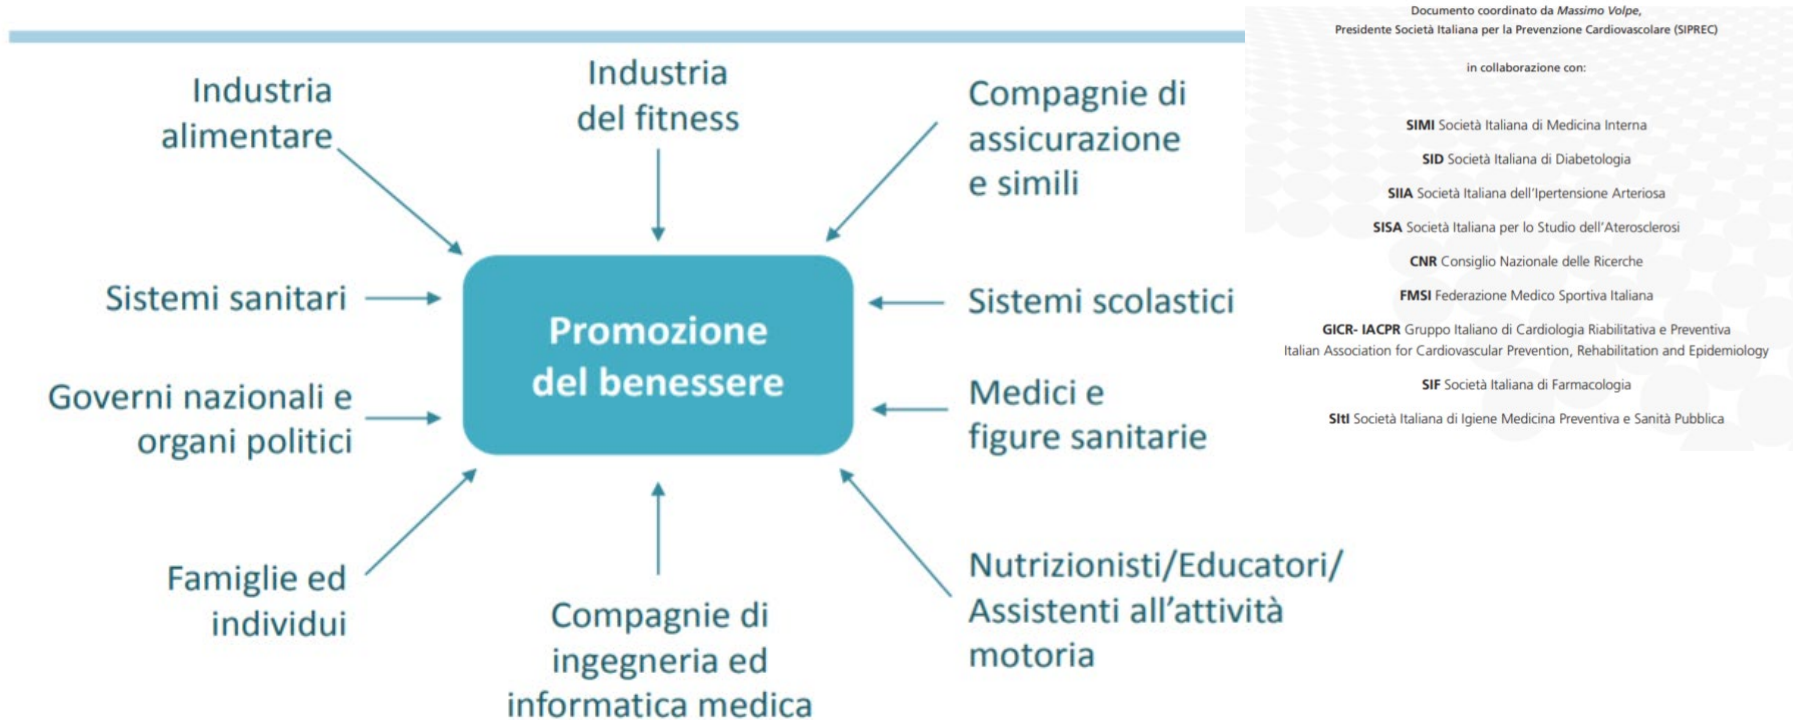 Industria
alimentare
Industria
del fitness
Compagnie di
assicurazione
e simili
Sistemi sanitari
Promozione
del benessere
Sistemi scolastici
Governi nazionali e
organi politici
Medici e
figure sanitarie
Famiglie ed
individui
Compagnie di
ingegneria ed
informatica medica
Nutrizionisti/Educatori/
Assistenti all'attività
motoria
Documento coordinato da Massimo Volpe,
Presidente Società Italiana per la Prevenzione Cardiovascolare (SIPREC)
in collaborazione con:
SIMI Società Italiana di Medicina Interna
SID Società Italiana di Diabetologia
SIIA Società Italiana dell'Ipertensione Arteriosa
SISA Società Italiana per lo Studio dell'Aterosclerosi
CNR Consiglio Nazionale delle Ricerche
FMSI Federazione Medico Sportiva Italiana
GICR- IACPR Gruppo Italiano di Cardiologia Riabilitativa e Preventiva
Italian Association for Cardiovascular Prevention, Rehabilitation and Epidemiology
SIF Società Italiana di Farmacologia
SItI Società Italiana di Igiene Medicina Preventiva e Sanità Pubblica